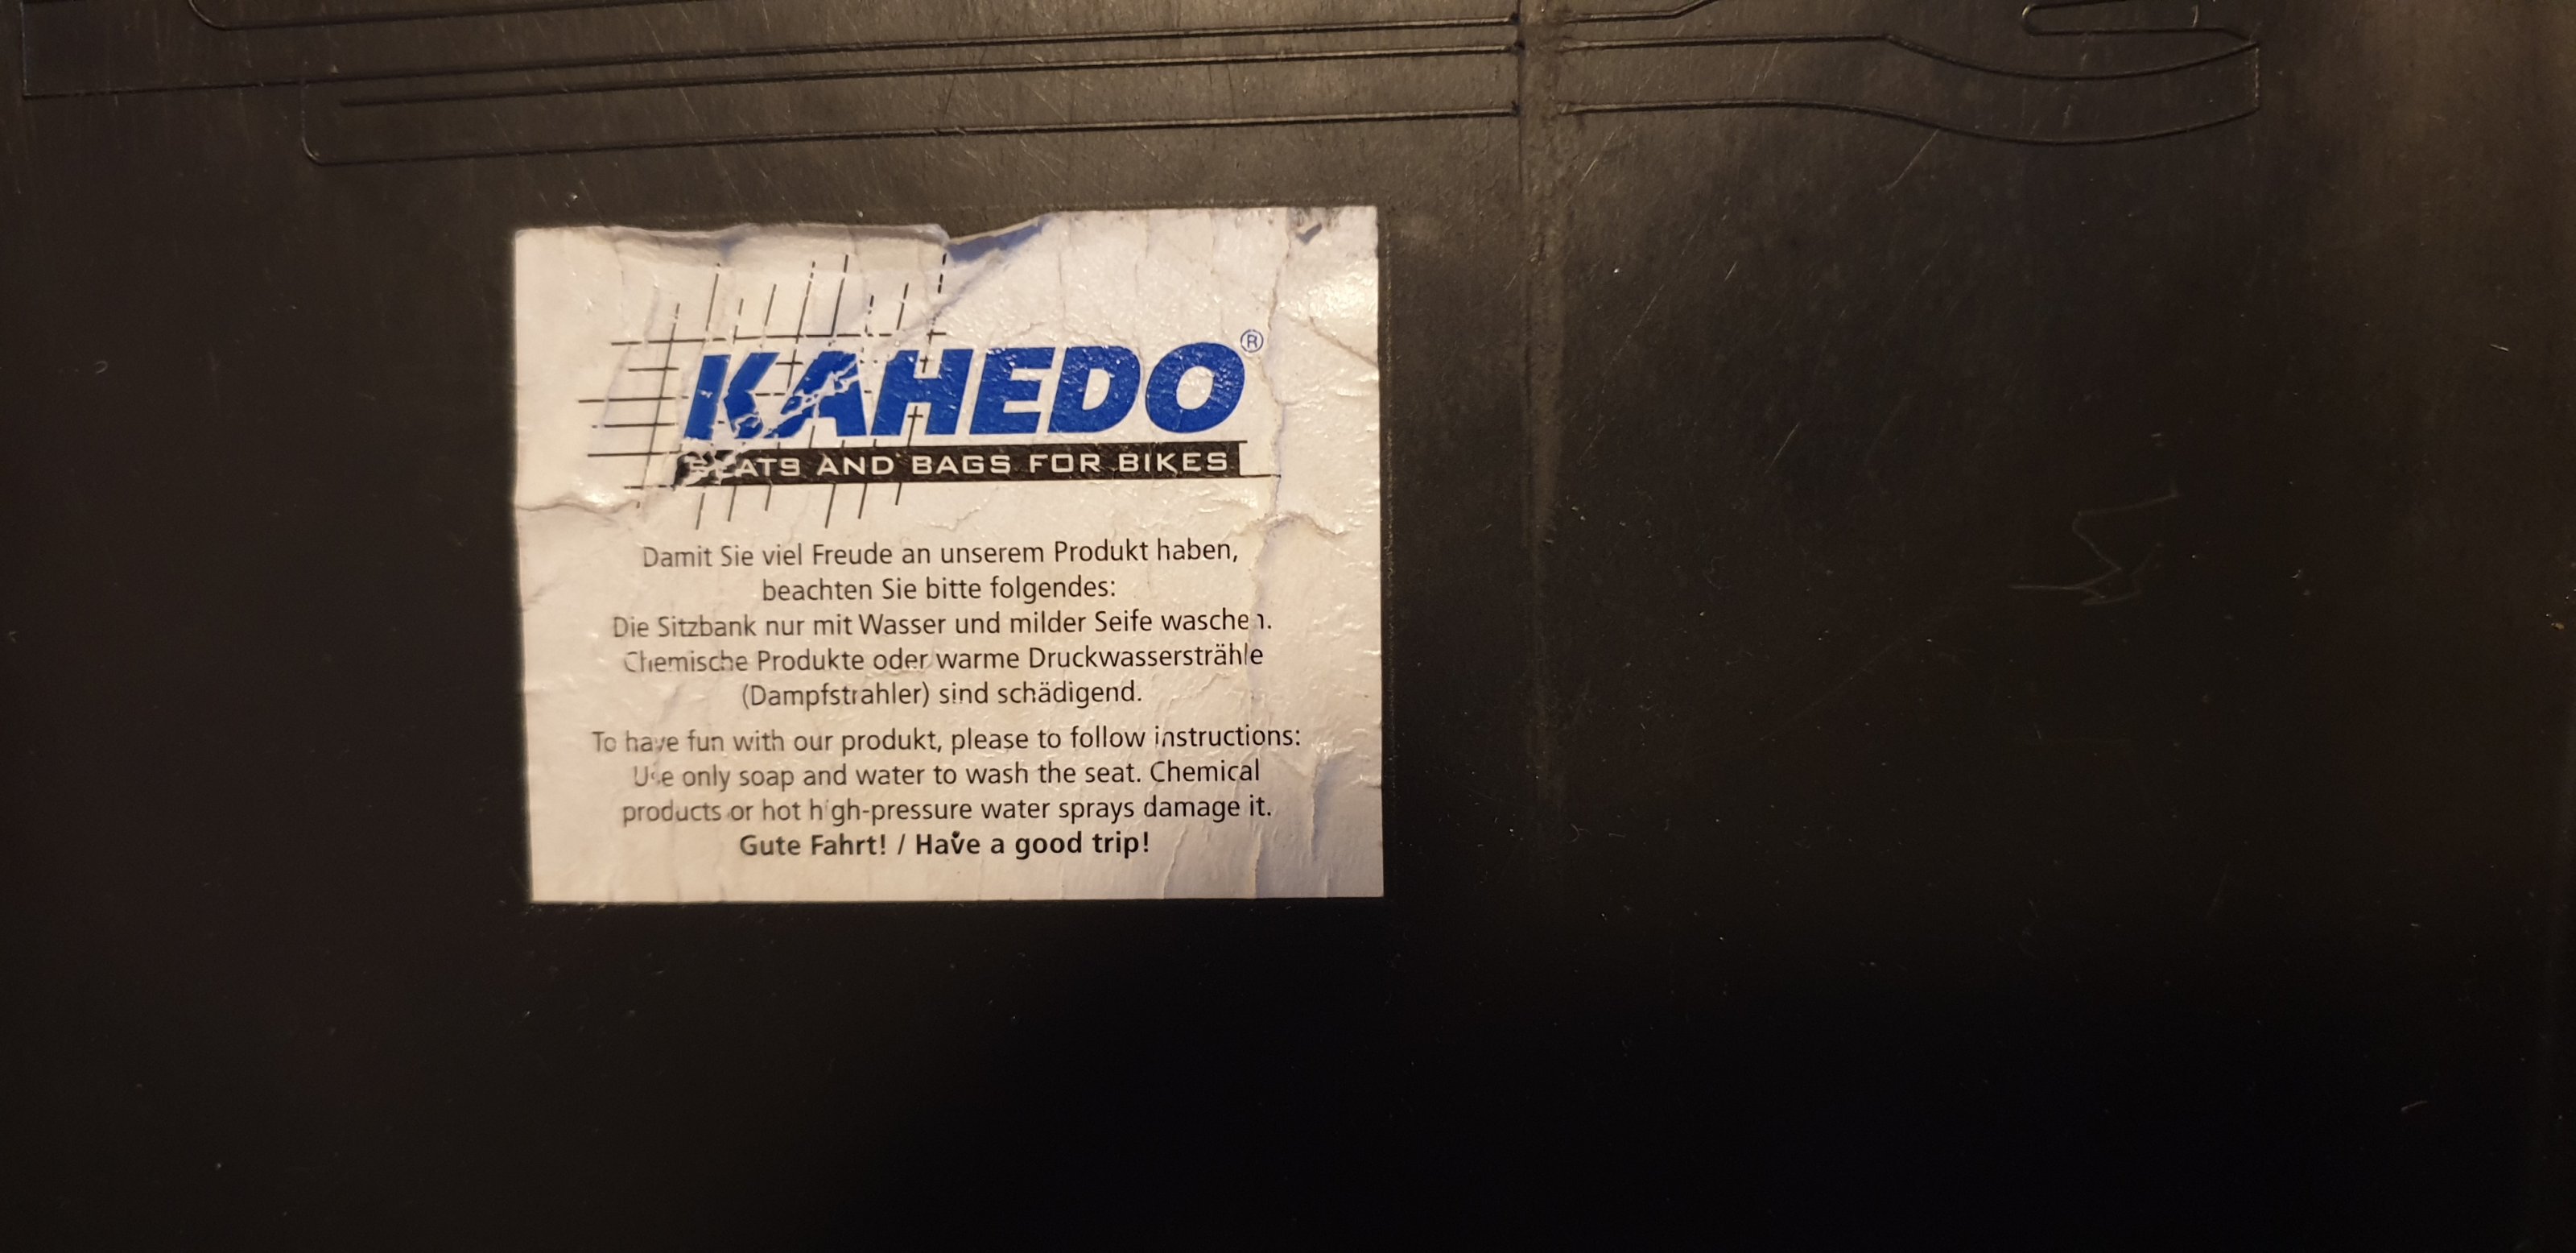 KAHEDO®
SEATS AND BAGS FOR BIKES
Damit Sie viel Freude an unserem Produkt haben,
beachten Sie bitte folgendes:
Die Sitzbank nur mit Wasser und milder Seife waschen.
Chemische Produkte oder warme Druckwasserstrahle
(Dampfstrahler) sind schädigend.
To have fun with our produkt, please to follow instructions:
Use only soap and water to wash the seat. Chemical
products or hot high-pressure water sprays damage it.
Gute Fahrt! / Have a good trip!